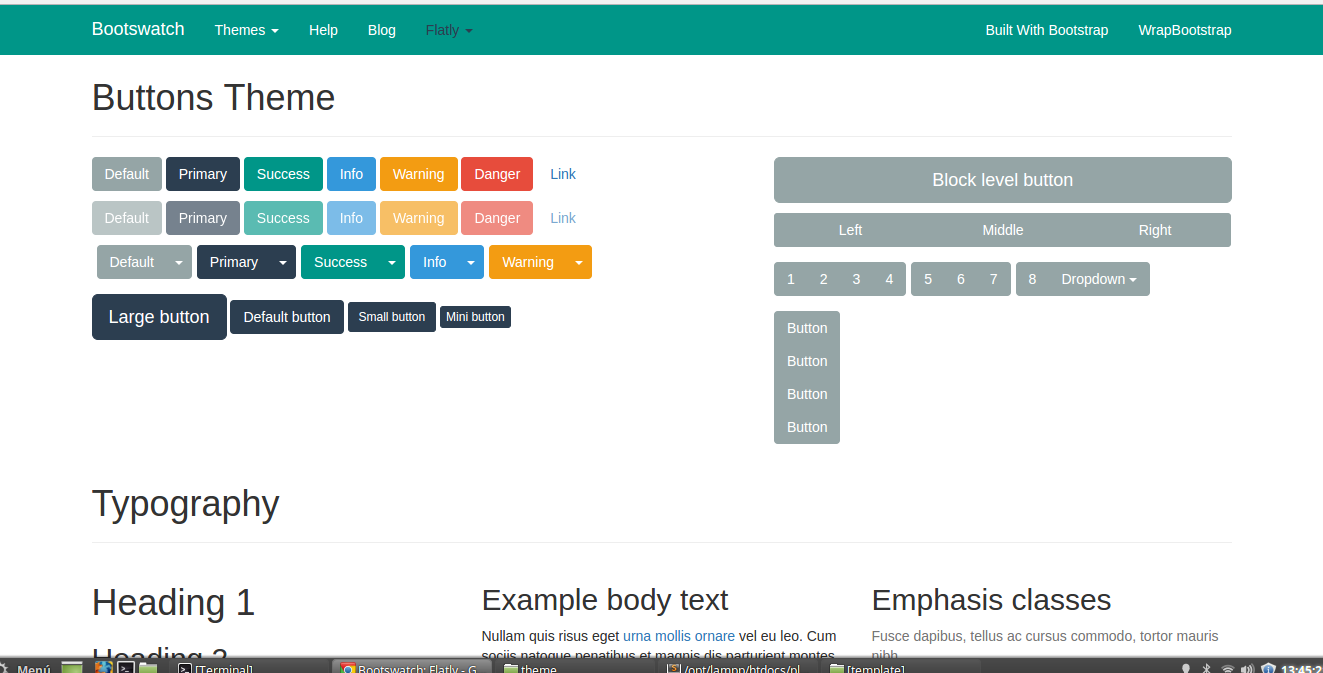 Bootswatch Themes Help Blog Flatly Built With Bootstrap WrapBootstrap
Buttons Theme
Default Primary Success Info Warning Danger Link
Default Primary Success Info Warning Danger Link
Default Primary Success Info Warning
Large button Default button Small button Mini button
Block level button
Left Middle Right
1 2 3 4 5 6 7 8 Dropdown
Button
Button
Button
Button
Typography
Heading 1
Heading 2
Example body text
Nullam quis risus eget urna mollis ornare vel eu leo. Cum
sociis natoque penatibus et magnis dis parturient montes
Emphasis classes
Fusce dapibus, tellus ac cursus commodo, tortor mauris
nibh
Menú [Terminal] Bootswatch: Flatly - G theme /opt/lampp/htdocs/pl [template] 13:45:2